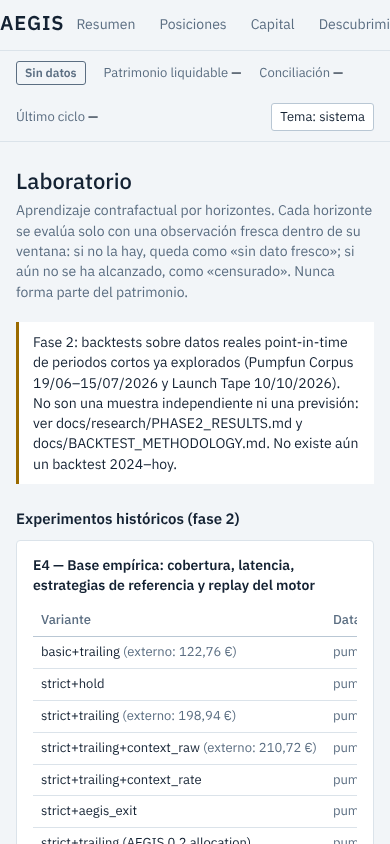 AEGIS Resumen Posiciones Capital Descubrimi
Sin datos Patrimonio liquidable — Conciliación —
Último ciclo — Tema: sistema
Laboratorio
Aprendizaje contrafactual por horizontes. Cada horizonte
se evalúa solo con una observación fresca dentro de su
ventana: si no la hay, queda como «sin dato fresco»; si
aún no se ha alcanzado, como «censurado». Nunca
forma parte del patrimonio.
Fase 2: backtests sobre datos reales point-in-time
de periodos cortos ya explorados (Pumpfun Corpus
19/06–15/07/2026 y Launch Tape 10/10/2026).
No son una muestra independiente ni una previsión:
ver docs/research/PHASE2_RESULTS.md y
docs/BACKTEST_METHODOLOGY.md. No existe aún
un backtest 2024–hoy.
Experimentos históricos (fase 2)
E4 — Base empírica: cobertura, latencia,
estrategias de referencia y replay del motor
Variante Data
basic+trailing (externo: 122,76 €) pum
strict+hold pum
strict+trailing (externo: 198,94 €) pum
strict+trailing+context_raw (externo: 210,72 €) pum
strict+trailing+context_rate pum
strict+aegis_exit pum
strict+trailing (AEGIS 0.2 allocation) pum